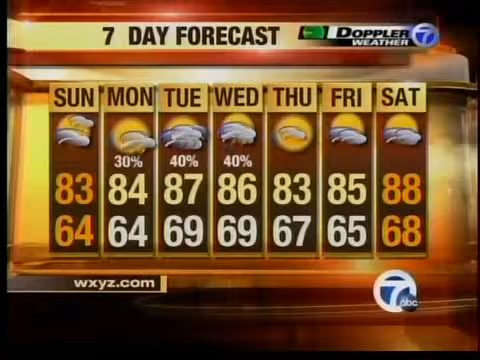 7 DAY FORECAST
DOPPLER 7
WEATHER
SUN MON TUE WED THU FRI SAT
30% 40% 40%
83 84 87 86 83 85 88
64 64 69 69 67 65 68
wxyz.com
7 abc